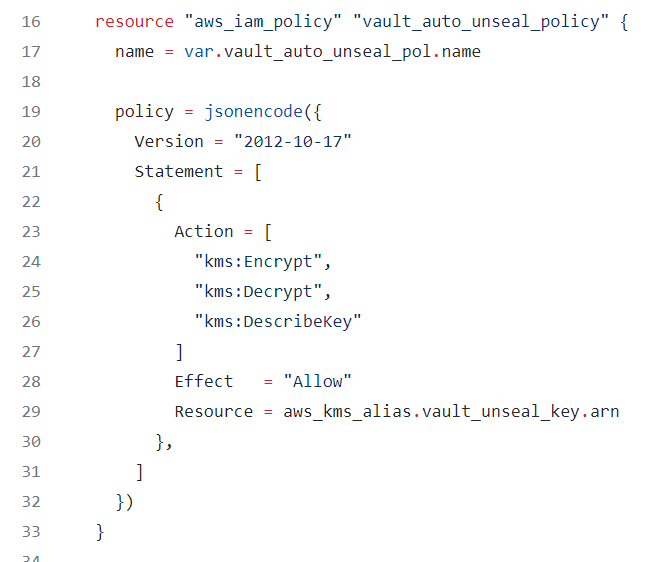 16 resource "aws_iam_policy" "vault_auto_unseal_policy" {
17   name = var.vault_auto_unseal_pol.name
18
19   policy = jsonencode({
20     Version = "2012-10-17"
21     Statement = [
22       {
23         Action = [
24           "kms:Encrypt",
25           "kms:Decrypt",
26           "kms:DescribeKey"
27         ]
28         Effect   = "Allow"
29         Resource = aws_kms_alias.vault_unseal_key.arn
30       },
31     ]
32   })
33 }
34